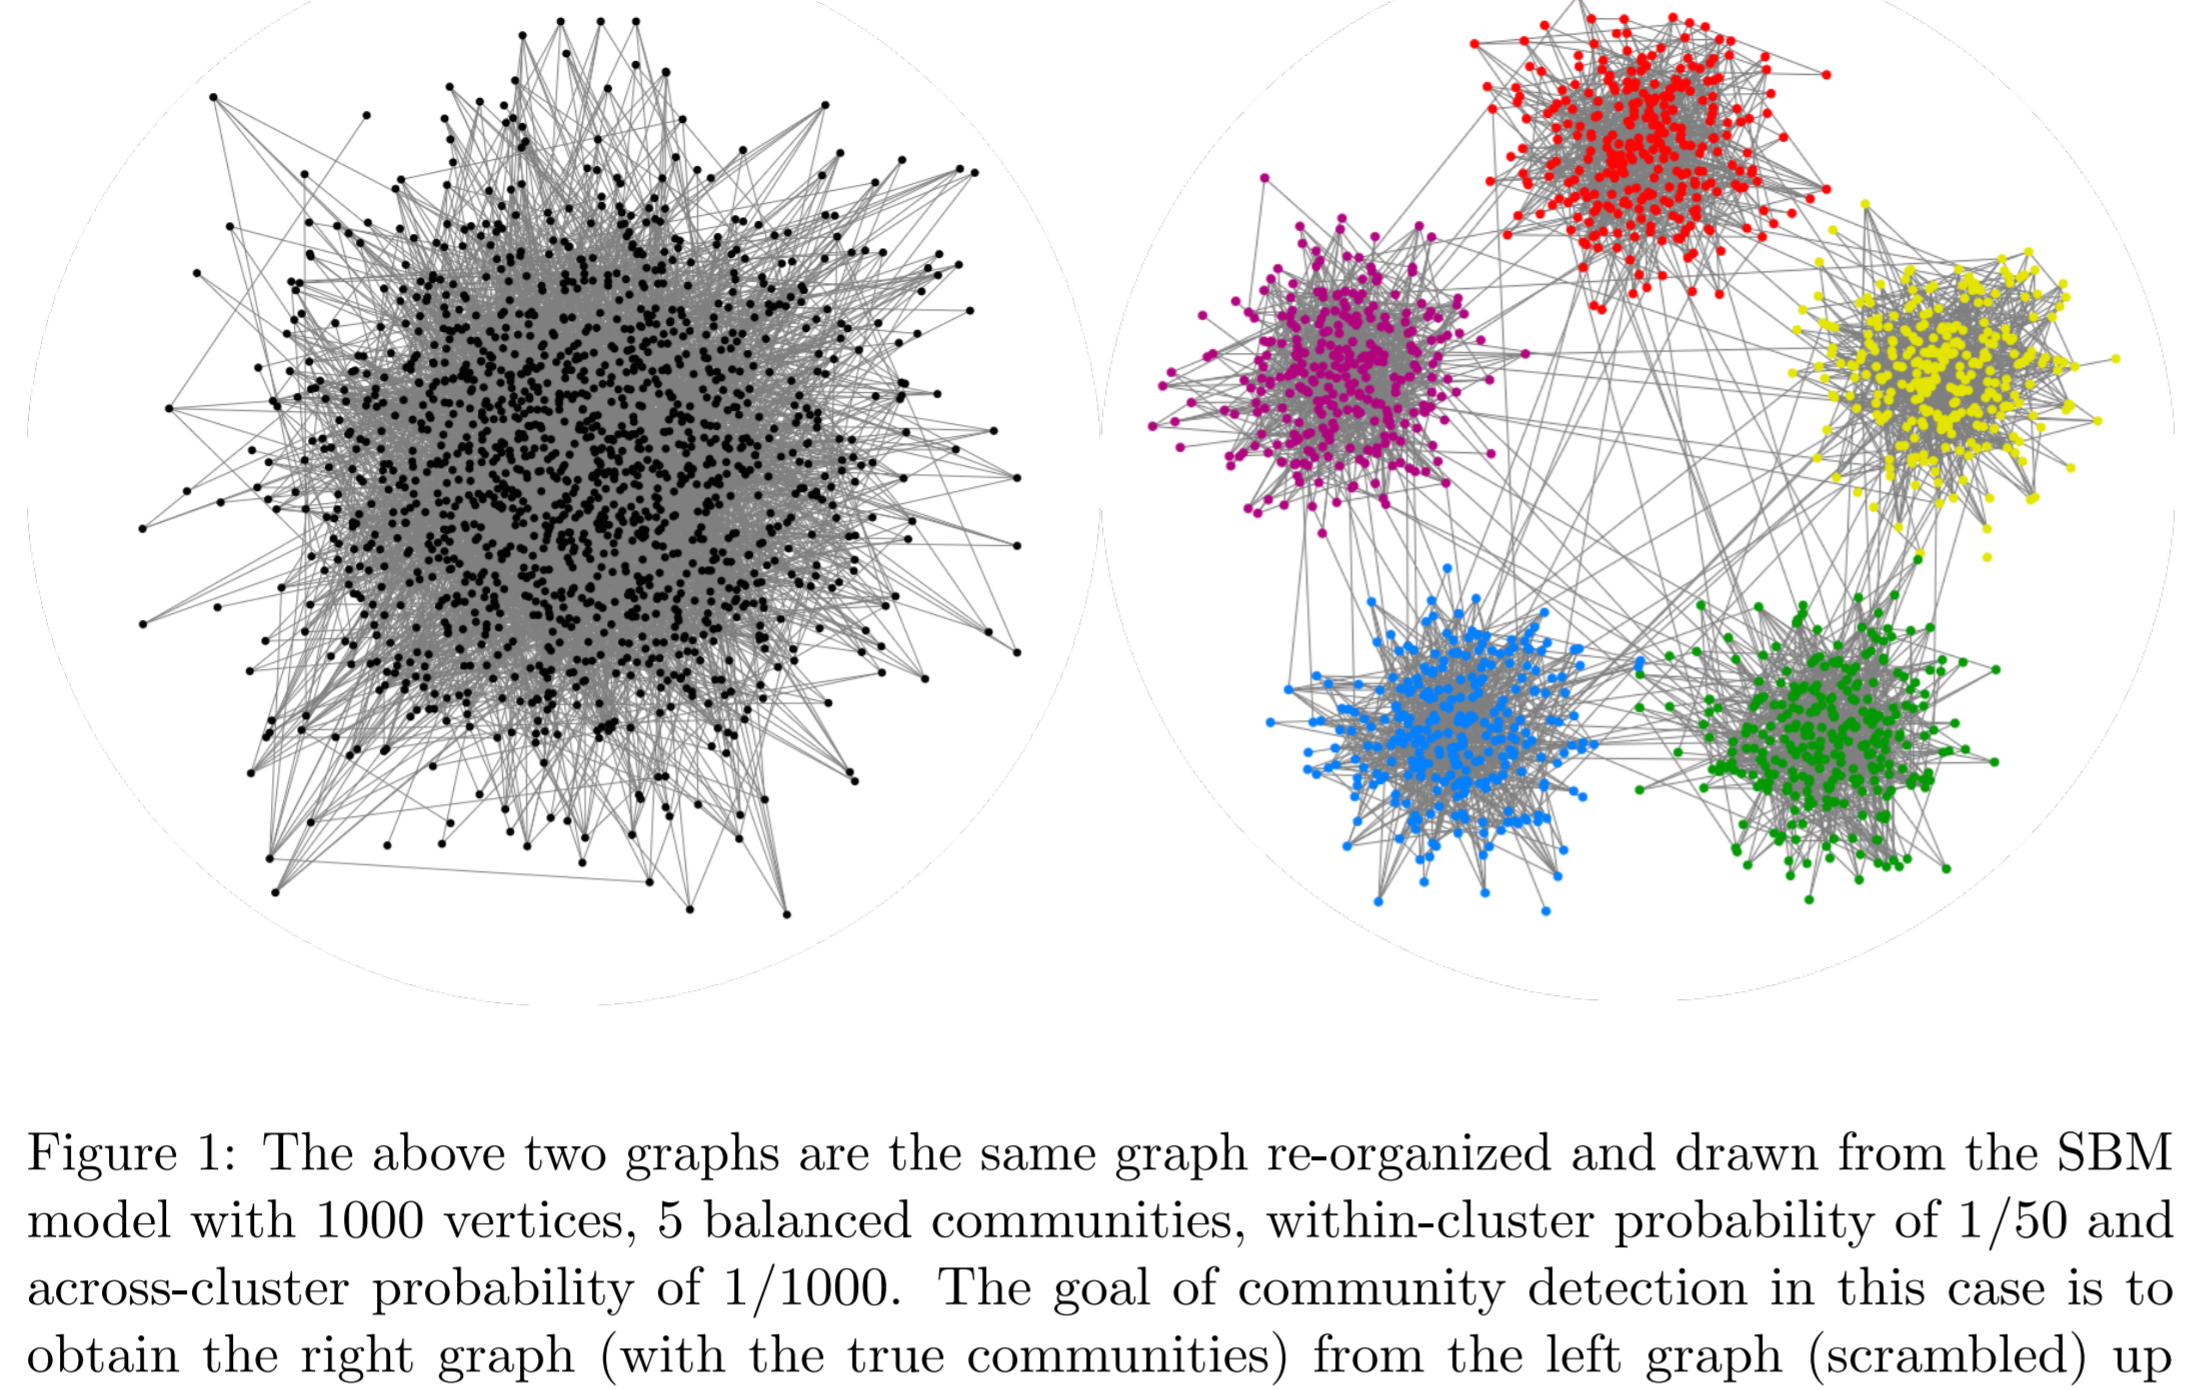 Figure 1: The above two graphs are the same graph re-organized and drawn from the SBM
model with 1000 vertices, 5 balanced communities, within-cluster probability of 1/50 and
across-cluster probability of 1/1000. The goal of community detection in this case is to
obtain the right graph (with the true communities) from the left graph (scrambled) up